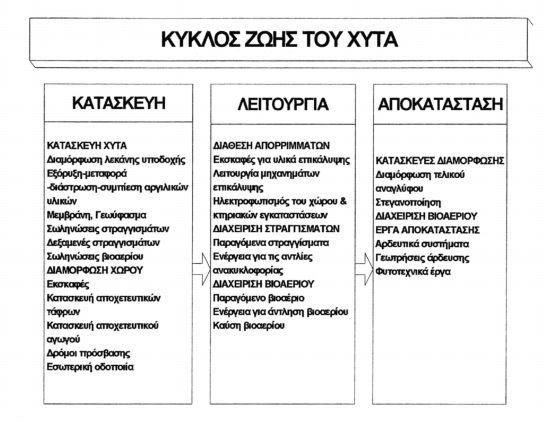 ΚΥΚΛΟΣ ΖΩΗΣ ΤΟΥ ΧΥΤΑ
ΚΑΤΑΣΚΕΥΗ
ΚΑΤΑΣΚΕΥΗ ΧΥΤΑ
Διαμόρφωση λεκάνης υποδοχής
Εξόρυξη-μεταφορά
-διάστρωση-συμπίεση αργιλικών
υλικών
Μεμβράνη, Γεωύφασμα
Σωληνώσεις στραγγισμάτων
Δεξαμενές στραγγισμάτων
Σωληνώσεις βιοαερίου
ΔΙΑΜΟΡΦΩΣΗ ΧΩΡΟΥ
Εκσκαφές
Κατασκευή αποχετευτικών
τάφρων
Κατασκευή αποχετευτικού
αγωγού
Δρόμοι πρόσβασης
Εσωτερική οδοποιία
ΛΕΙΤΟΥΡΓΙΑ
ΔΙΑΘΕΣΗ ΑΠΟΡΡΙΜΜΑΤΩΝ
Εκσκαφές για υλικά επικάλυψης
Λειτουργία μηχανημάτων
επικάλυψης
Ηλεκτροφωτισμός του χώρου &
κτηριακών εγκαταστάσεων
ΔΙΑΧΕΙΡΙΣΗ ΣΤΡΑΓΓΙΣΜΑΤΩΝ
Παραγόμενα στραγγίσματα
Ενέργεια για τις αντλίες
ανακυκλοφορίας
ΔΙΑΧΕΙΡΙΣΗ ΒΙΟΑΕΡΙΟΥ
Παραγόμενο βιοαέριο
Ενέργεια για άντληση βιοαερίου
Καύση βιοαερίου
ΑΠΟΚΑΤΑΣΤΑΣΗ
ΚΑΤΑΣΚΕΥΕΣ ΔΙΑΜΟΡΦΩΣΗΣ
Διαμόρφωση τελικού
αναγλύφου
Στεγανοποίηση
ΔΙΑΧΕΙΡΙΣΗ ΒΙΟΑΕΡΙΟΥ
ΕΡΓΑ ΑΠΟΚΑΤΑΣΤΑΣΗΣ
Αρδευτικά συστήματα
Γεωτρήσεις άρδευσης
Φυτοτεχνικά έργα